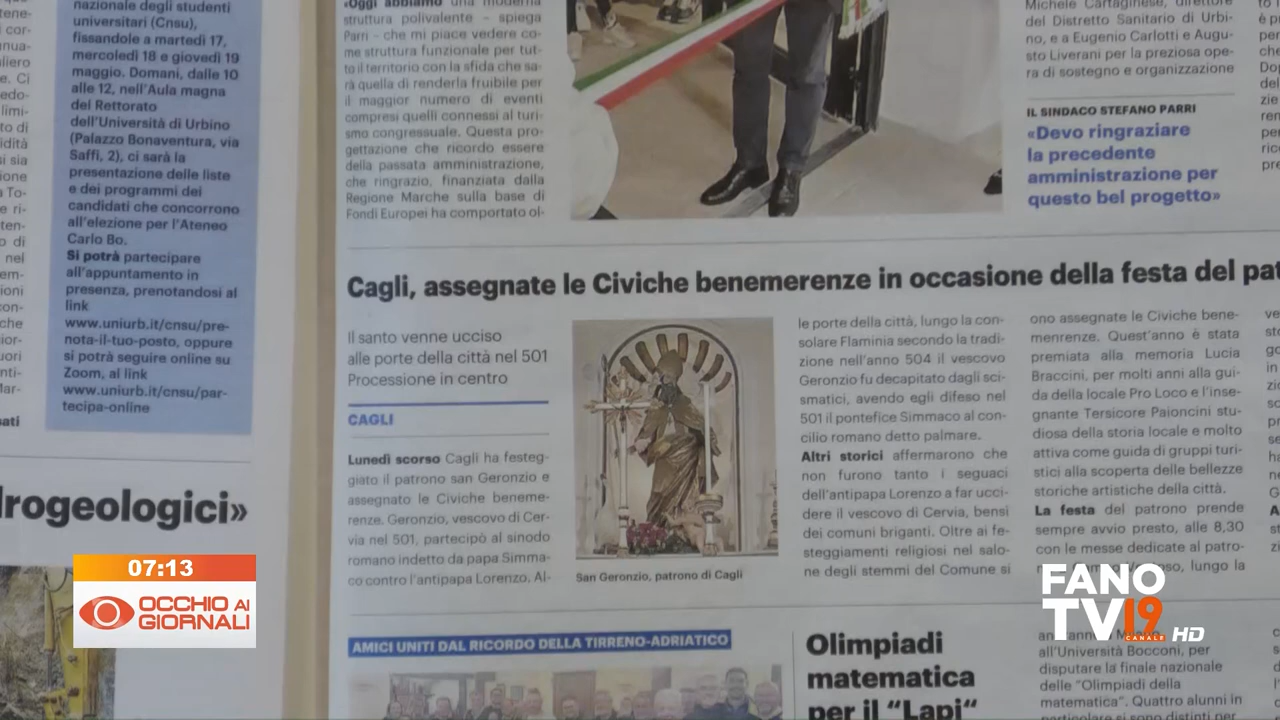 nazionale degli studenti
universitari (Cnsu),
fissandole a martedì 17,
mercoledì 18 e giovedì 19
maggio. Domani, dalle 10
alle 12, nell'Aula magna
del Rettorato
dell'Università di Urbino
(Palazzo Bonaventura, via
Saffi, 2), ci sarà la
presentazione delle liste
e dei programmi dei
candidati che concorrono
all'elezione per l'Ateneo
Carlo Bo.
Si potrà partecipare
all'appuntamento in
presenza, prenotandosi al
link
www.uniurb.it/cnsu/pre-
nota-il-tuo-posto, oppure
si potrà seguire online su
Zoom, al link
www.uniurb.it/cnsu/par-
tecipa-online
drogeologici»
«Oggi abbiamo una moderna
struttura polivalente – spiega
Parri – che mi piace vedere co-
me struttura funzionale per tut-
to il territorio con la sfida che sa-
rà quella di renderla fruibile per
il maggior numero di eventi
compresi quelli connessi al turi-
smo congressuale. Questa pro-
gettazione che ricordo essere
della passata amministrazione,
che ringrazio, finanziata dalla
Regione Marche sulla base di
Fondi Europei ha comportato ol-
Michele Cartaginese, direttore
del Distretto Sanitario di Urbi-
no, e a Eugenio Carlotti e Augu-
sto Liverani per la preziosa ope-
ra di sostegno e organizzazione
IL SINDACO STEFANO PARRI
«Devo ringraziare
la precedente
amministrazione per
questo bel progetto»
Cagli, assegnate le Civiche benemerenze in occasione della festa del pat
Il santo venne ucciso
alle porte della città nel 501
Processione in centro
CAGLI
Lunedì scorso Cagli ha festeg-
giato il patrono san Geronzio e
assegnato le Civiche beneme-
renze. Geronzio, vescovo di Cer-
via nel 501, partecipò al sinodo
romano indetto da papa Simma-
co contro l'antipapa Lorenzo. Al-
San Geronzio, patrono di Cagli
le porte della città, lungo la con-
solare Flaminia secondo la tradi-
zione nell'anno 504 il vescovo
Geronzio fu decapitato dagli sci-
smatici, avendo egli difeso nel
501 il pontefice Simmaco al con-
cilio romano detto palmare.
Altri storici affermarono che
non furono tanto i seguaci
dell'antipapa Lorenzo a far ucci-
dere il vescovo di Cervia, bensì
dei comuni briganti. Oltre ai fe-
steggiamenti religiosi nel salo-
ne degli stemmi del Comune si
ono assegnate le Civiche bene-
menrenze. Quest'anno è stata
premiata alla memoria Lucia
Braccini, per molti anni alla gui-
da della locale Pro Loco e l'inse-
gnante Tersicore Paioncini stu-
diosa della storia locale e molto
attiva come guida di gruppi turi-
stici alla scoperta delle bellezze
storiche artistiche della città.
La festa del patrono prende
sempre avvio presto, alle 8,30
con le messe dedicate al patro-
lungo la
AMICI UNITI DAL RICORDO DELLA TIRRENO-ADRIATICO
Olimpiadi
matematica
per il “Lapi“
all'Università Bocconi, per
disputare la finale nazionale
delle “Olimpiadi della
matematica”. Quattro alunni in
particolare si sono distinti per
07:13
OCCHIO AI
GIORNALI
FANO
TV19
CANALE HD